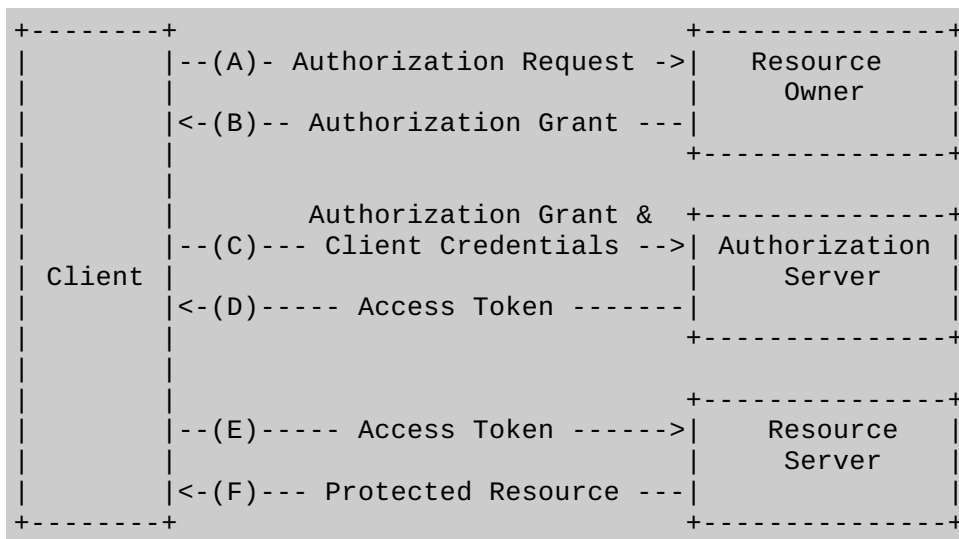 +--------+                                  +---------------+
|        |--(A)- Authorization Request ->|   Resource    |
|        |                               |     Owner     |
|        |<-(B)-- Authorization Grant ---|               |
|        |                               +---------------+
|        |
|        |        Authorization Grant &  +---------------+
|        |--(C)--- Client Credentials -->| Authorization |
| Client |                               |     Server    |
|        |<-(D)----- Access Token -------|               |
|        |                               +---------------+
|        |
|        |                               +---------------+
|        |--(E)----- Access Token ------>|    Resource   |
|        |                               |     Server    |
|        |<-(F)--- Protected Resource ---|               |
+--------+                               +---------------+